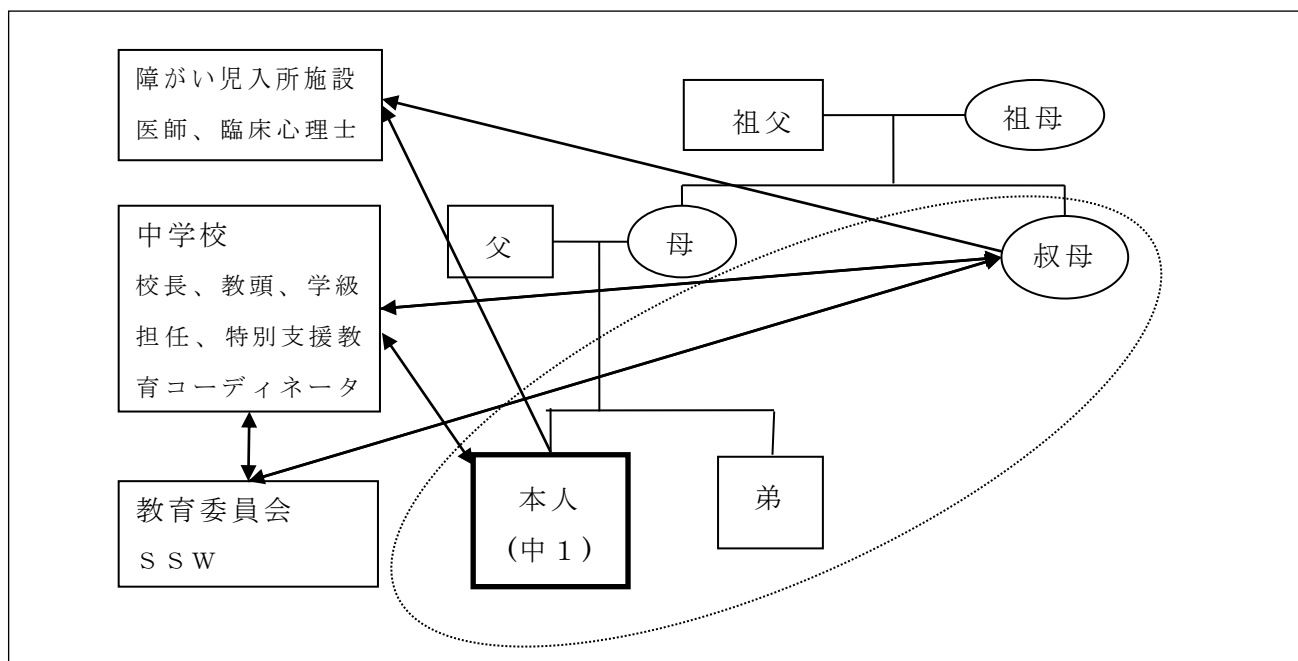 障がい児入所施設
医師、臨床心理士
祖父
祖母
中学校
校長、教頭、学級
担任、特別支援教
育コーディネータ
父
母
叔母
本人
(中１)
弟
教育委員会
ＳＳＷ